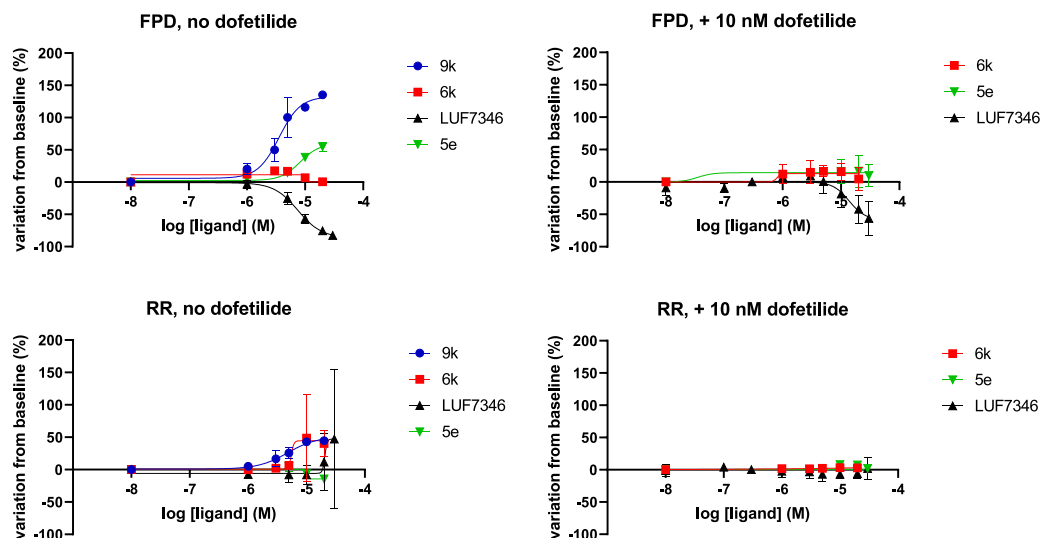 FPD, no dofetilide
variation from baseline (%)
200
150
100
50
0
-50
-100
-8
-7
-6
-5
-4
log [ligand] (M)
9k
6k
LUF7346
5e
FPD, + 10 nM dofetilide
variation from baseline (%)
200
150
100
50
0
-50
-100
-8
-7
-6
-5
-4
log [ligand] (M)
6k
5e
LUF7346
RR, no dofetilide
variation from baseline (%)
200
150
100
50
0
-50
-100
-8
-7
-6
-5
-4
log [ligand] (M)
9k
6k
LUF7346
5e
RR, + 10 nM dofetilide
variation from baseline (%)
200
150
100
50
0
-50
-100
-8
-7
-6
-5
-4
log [ligand] (M)
6k
5e
LUF7346